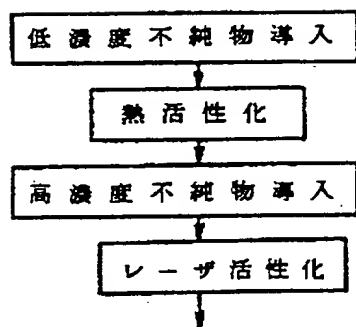 低濃度不純物導入
熱活性化
高濃度不純物導入
レーザ活性化